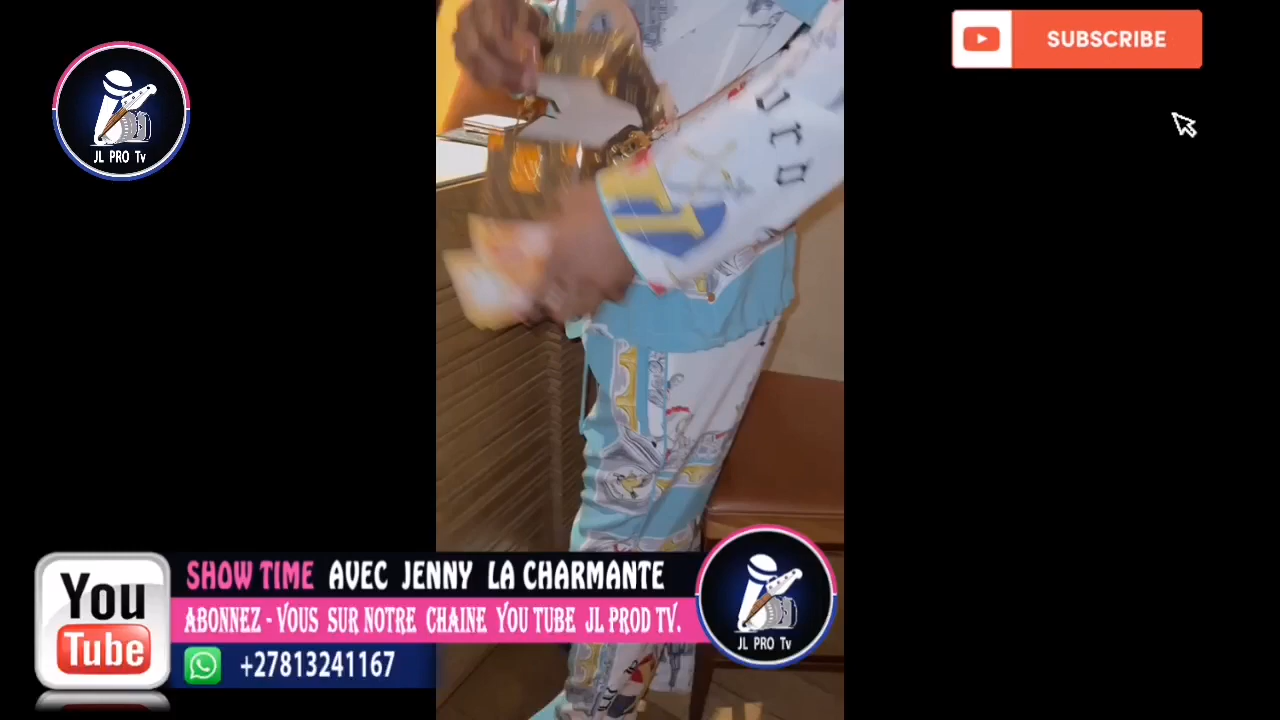 SUBSCRIBE
JL PRO Tv
uro
You
Tube
SHOW TIME AVEC JENNY LA CHARMANTE
ABONNEZ - VOUS SUR NOTRE CHAINE YOU TUBE JL PROD TV.
+27813241167
JL PRO Tv